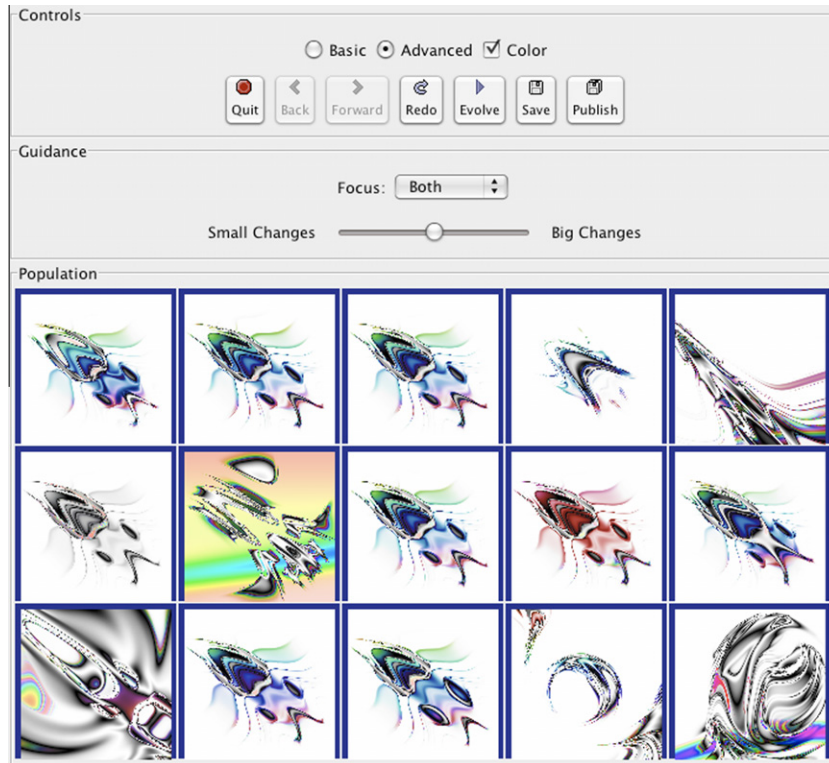 Controls
Basic Advanced Color
Quit Back Forward Redo Evolve Save Publish
Guidance
Focus: Both
Small Changes Big Changes
Population